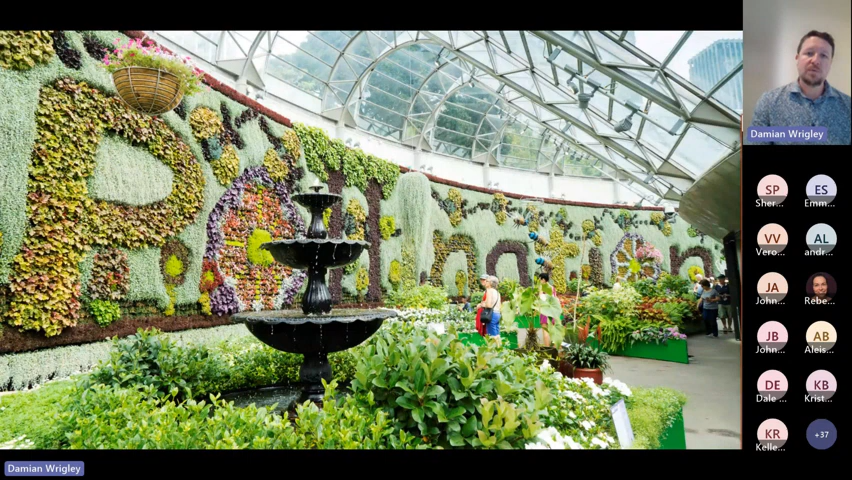 Pollination
Damian Wrigley
SP
Sher...
ES
Emm...
VV
Vero...
AL
andr...
JA
John...
Rebe...
JB
John...
AB
Aleis...
DE
Dale ...
KB
Krist...
KR
Kelle...
+37
Damian Wrigley